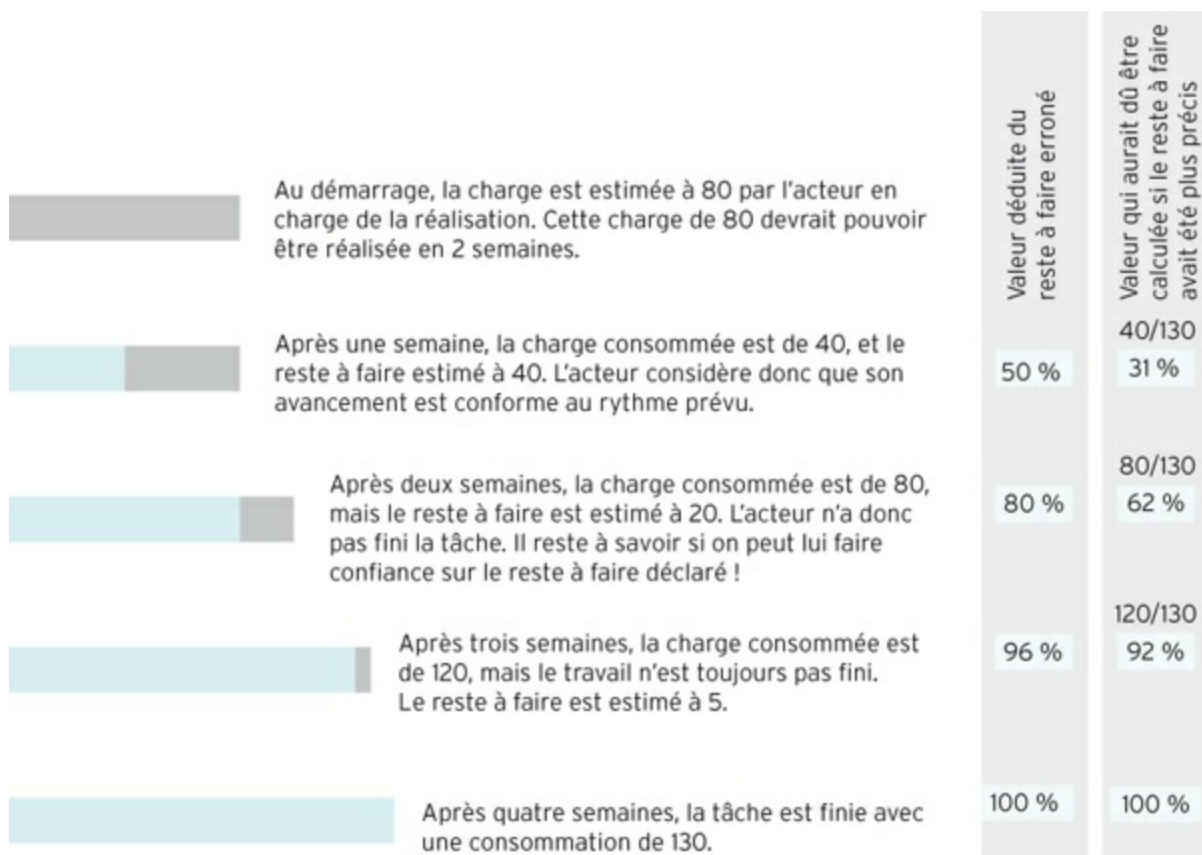 Valeur déduite du
reste à faire erroné
Valeur qui aurait dû être
calculée si le reste à faire
avait été plus précis
Au démarrage, la charge est estimée à 80 par l'acteur en
charge de la réalisation. Cette charge de 80 devrait pouvoir
être réalisée en 2 semaines.
Après une semaine, la charge consommée est de 40, et le
reste à faire estimé à 40. L'acteur considère donc que son
avancement est conforme au rythme prévu.
50 %
40/130
31 %
Après deux semaines, la charge consommée est de 80,
mais le reste à faire est estimé à 20. L'acteur n'a donc
pas fini la tâche. Il reste à savoir si on peut lui faire
confiance sur le reste à faire déclaré !
80 %
80/130
62 %
Après trois semaines, la charge consommée est
de 120, mais le travail n'est toujours pas fini.
Le reste à faire est estimé à 5.
96 %
120/130
92 %
Après quatre semaines, la tâche est finie avec
une consommation de 130.
100 %
100 %